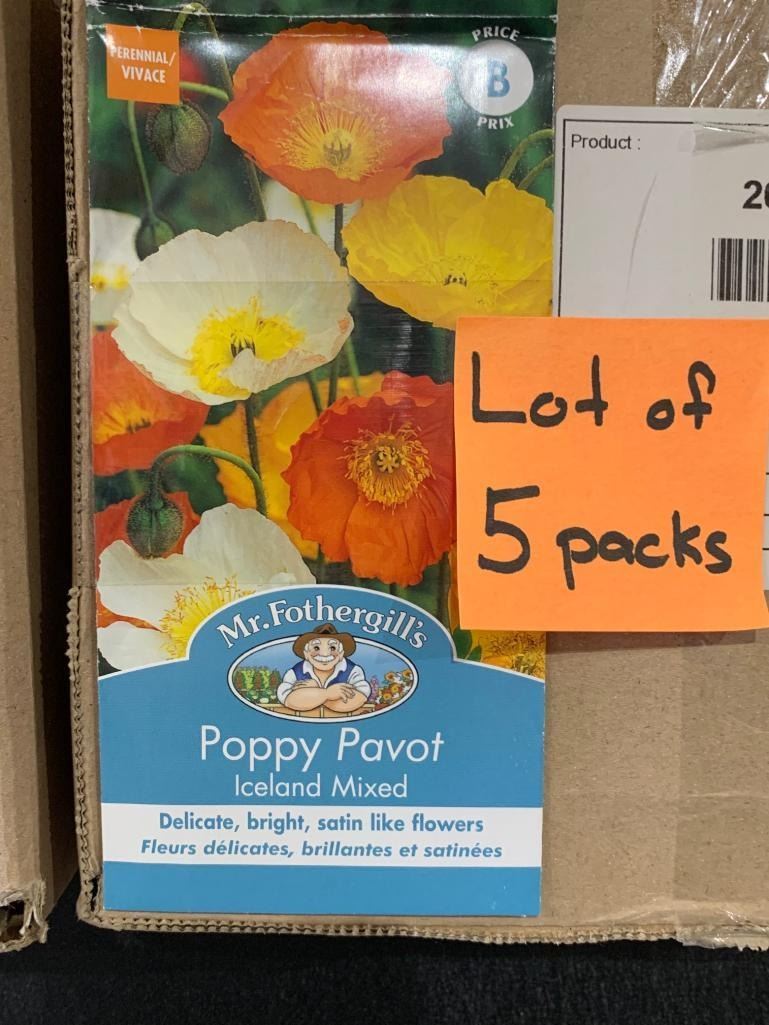 PERENNIAL/
VIVACE
PRICE
B
PRIX
Product :
Lot of
5 packs
Mr. Fothergill's
Poppy Pavot
Iceland Mixed
Delicate, bright, satin like flowers
Fleurs délicates, brillantes et satinées